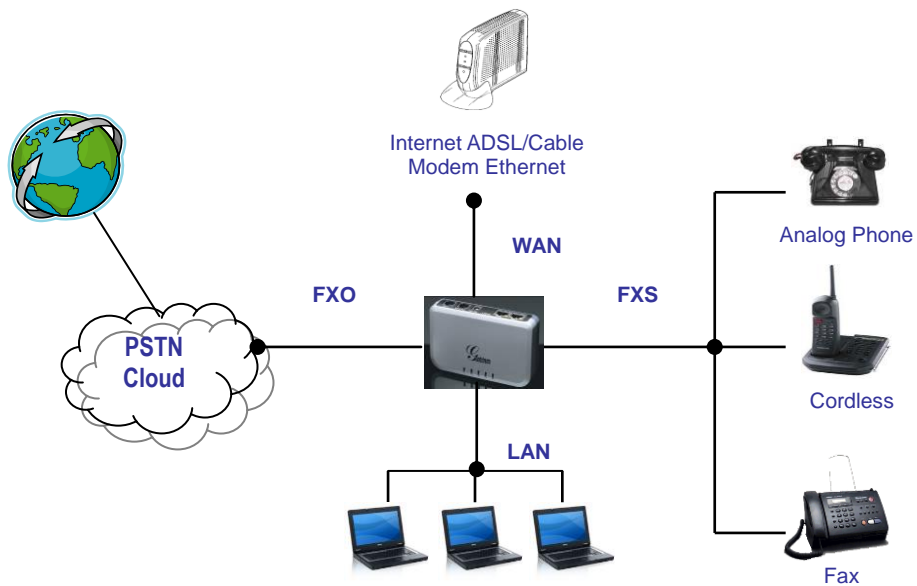 Internet ADSL/Cable
Modem Ethernet
WAN
FXO
FXS
PSTN
Cloud
LAN
Analog Phone
Cordless
Fax